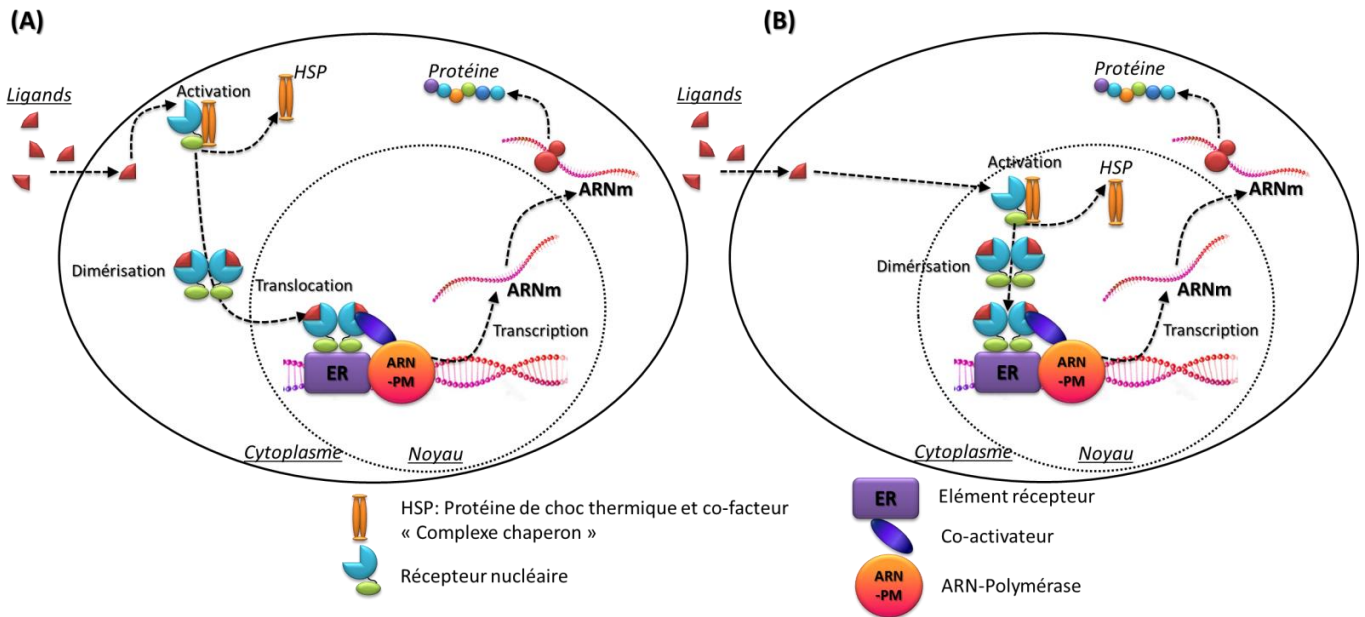 (A)
Ligands
Activation
HSP
Protéine
ARNm
Dimérisation
Translocation
ARNm
Transcription
ER
ARN
-PM
Cytoplasme
Noyau
(B)
Ligands
Protéine
Activation
HSP
ARNm
Dimérisation
ARNm
Transcription
ER
ARN
-PM
Cytoplasme
Noyau
HSP: Protéine de choc thermique et co-facteur
« Complexe chaperon »
Récepteur nucléaire
ER
Elément récepteur
Co-activateur
ARN
-PM
ARN-Polymérase